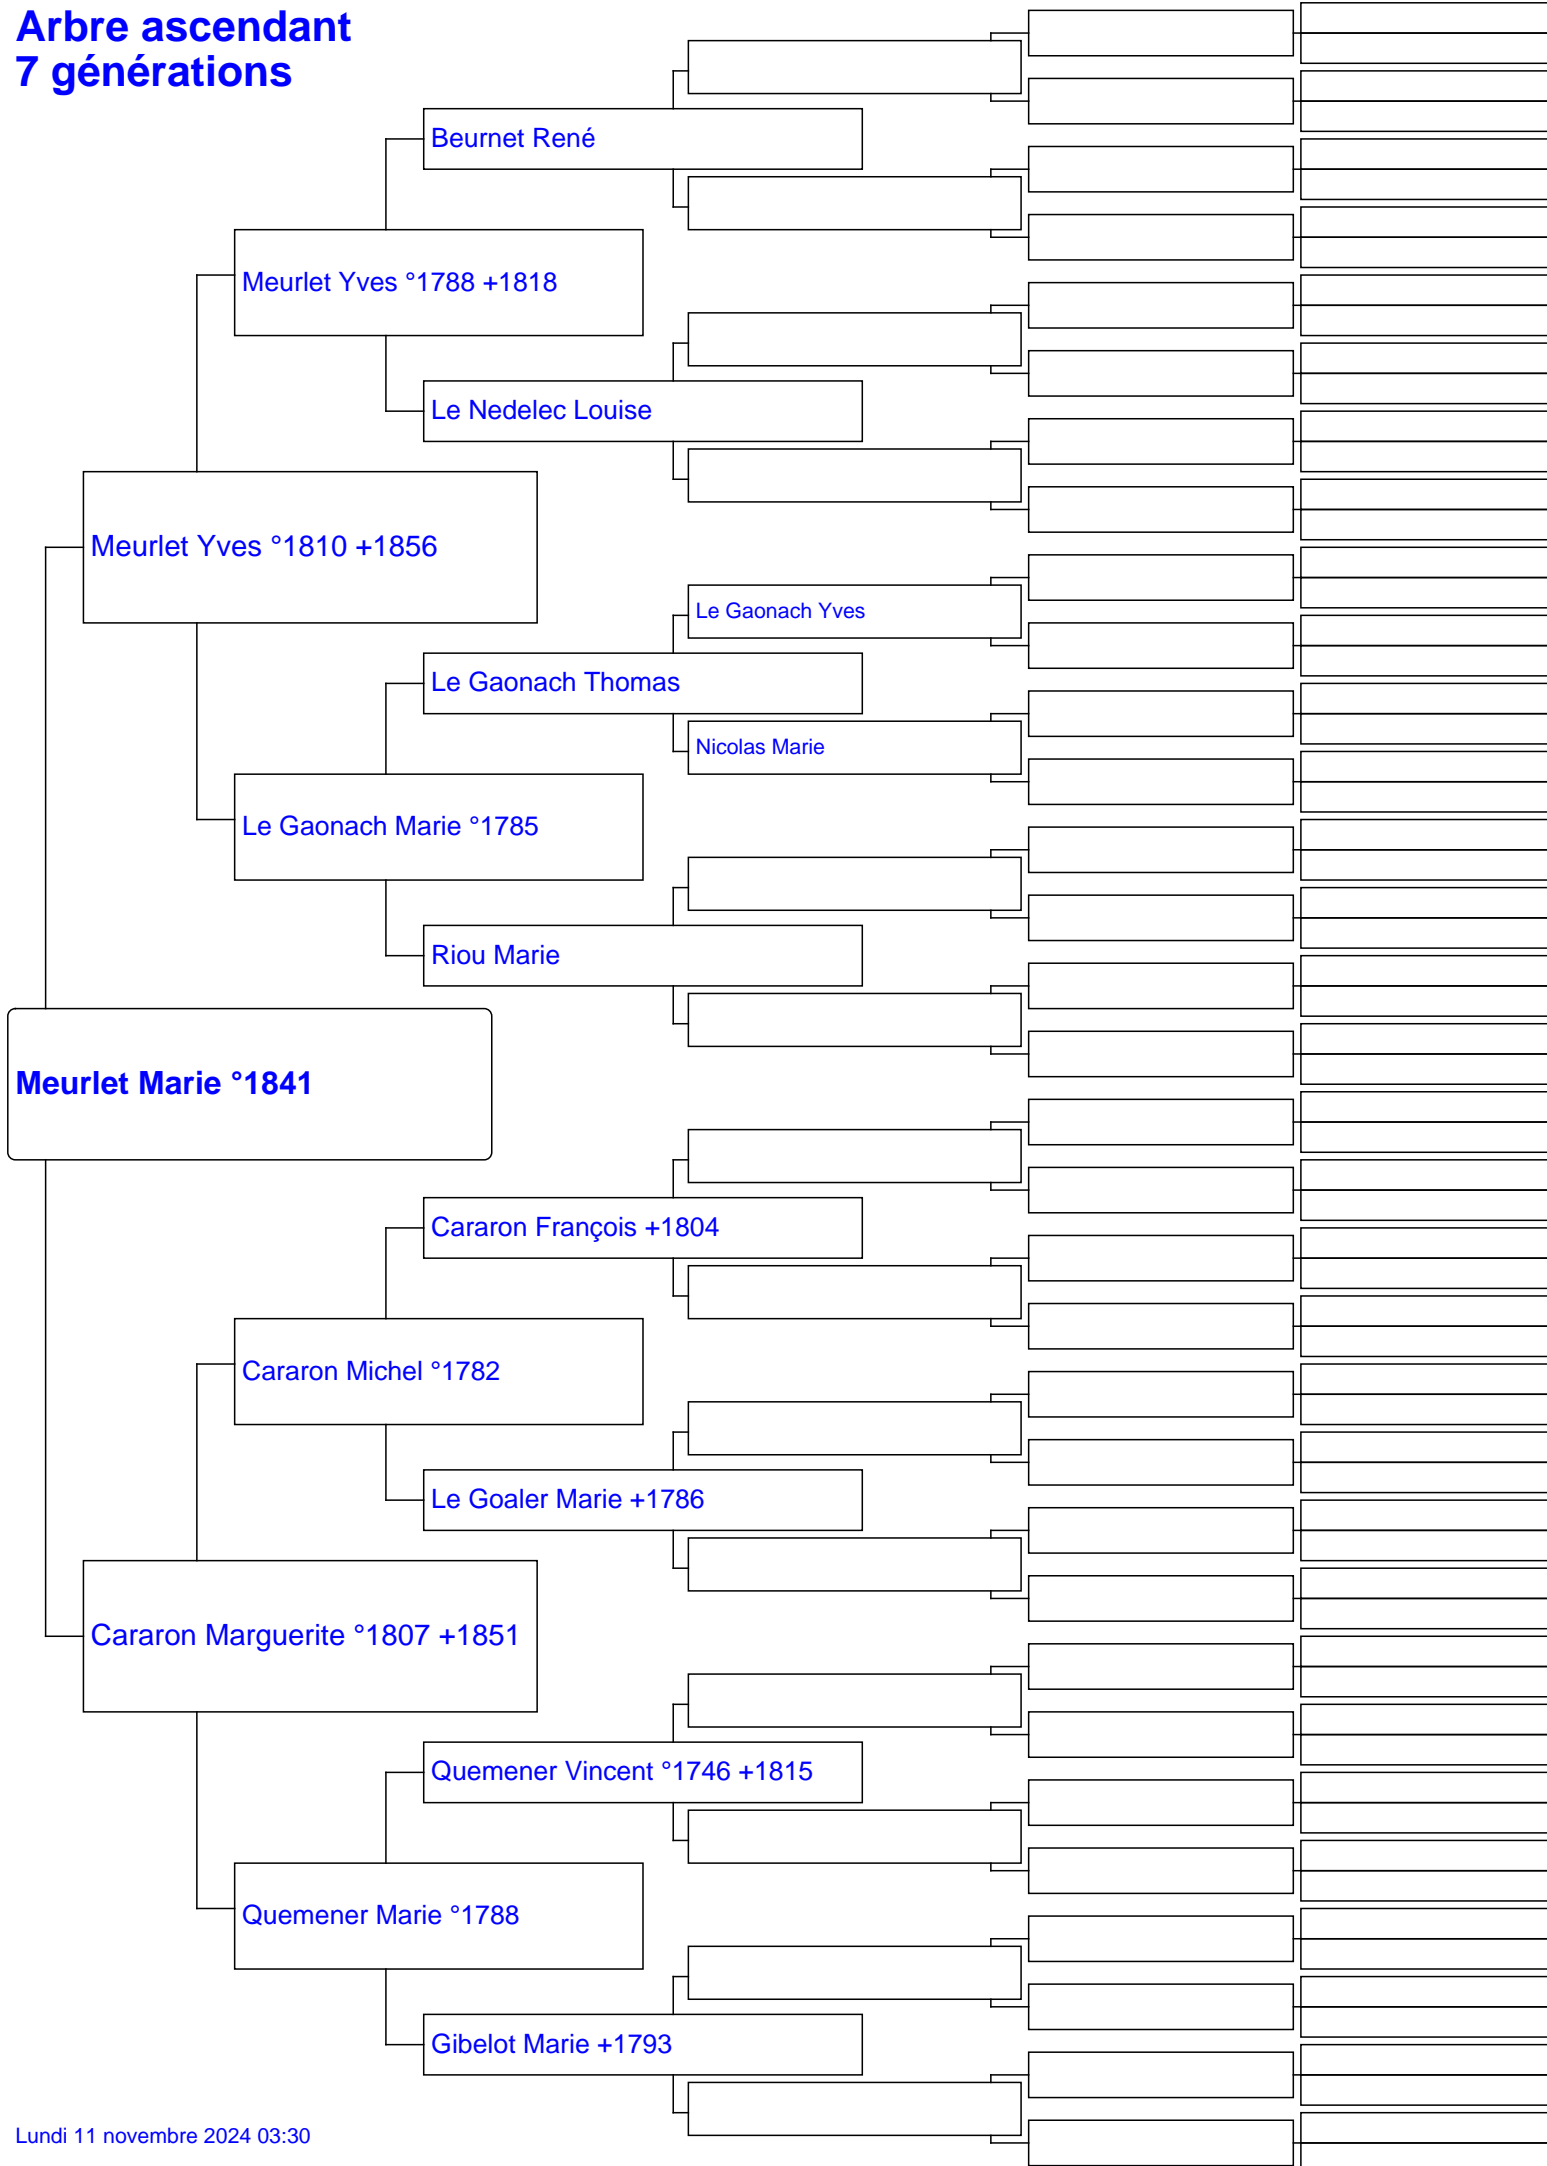 Arbre ascendant
7 générations
Beurnet René
Meurlet Yves °1788 +1818
Le Nedelec Louise
Meurlet Yves °1810 +1856
Le Gaonach Yves
Le Gaonach Thomas
Nicolas Marie
Le Gaonach Marie °1785
Riou Marie
Meurlet Marie °1841
Cararon François +1804
Cararon Michel °1782
Le Goaler Marie +1786
Cararon Marguerite °1807 +1851
Quemener Vincent °1746 +1815
Quemener Marie °1788
Gibelot Marie +1793
Lundi 11 novembre 2024 03:30